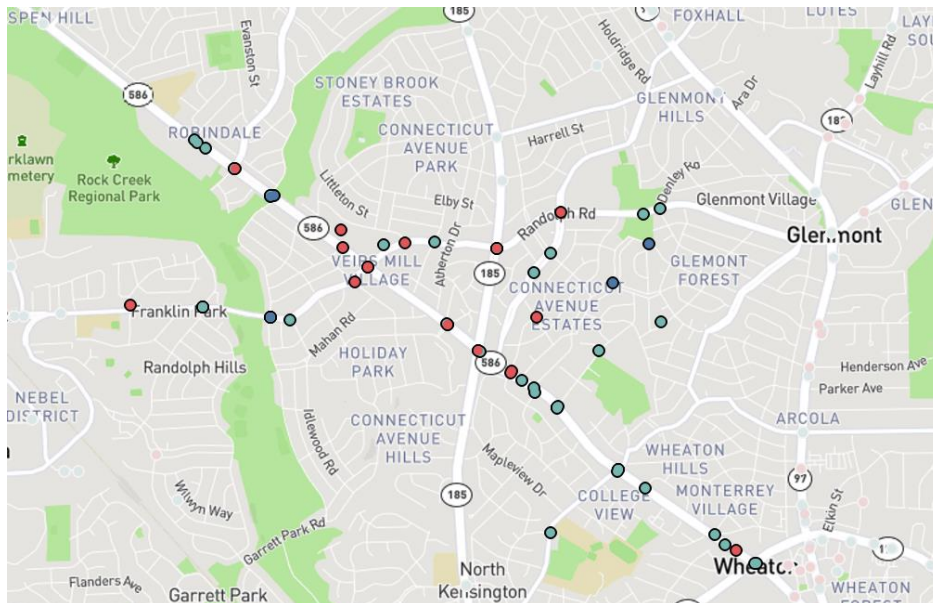 SPEN HILL
185
FOXHALL
LUTES
LAY
SOU
Evanston St
Holdridge Rd
Layhill Rd
586
STONEY BROOK
ESTATES
GLENMONT
HILLS
Ara Dr
ROBINDALE
CONNECTICUT
AVENUE
PARK
Harrell St
rklawn
metery
Rock Creek
Regional Park
Littleton St
Elby St
Denley Rd
Glenmont Village
GLEN
586
Randolph Rd
Glenmont
Atherton Dr
VEIRS MILL
VILLAGE
185
GLEMONT
FOREST
CONNECTICUT
AVENUE
ESTATES
Franklin Park
Mahan Rd
HOLIDAY
PARK
586
Randolph Hills
Henderson Ave
Parker Ave
NEBEL
DISTRICT
CONNECTICUT
AVENUE
HILLS
ARCOLA
Idlewood Rd
Mapleview Dr
WHEATON
HILLS
97
Wilwyn Way
185
COLLEGE
VIEW
MONTERREY
VILLAGE
Elkin St
Garrett Park Rd
Wheaton
Flanders Ave
Garrett Park
North
Kensington
WHEATON
FOREST